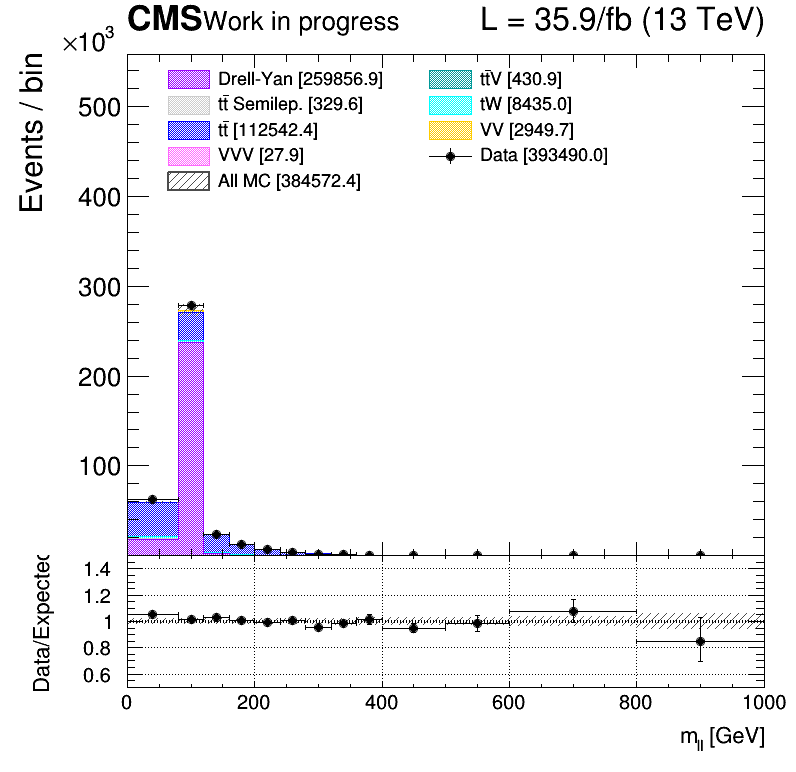 CMS Work in progress L = 35.9/fb (13 TeV)
×10³
Events / bin
Drell-Yan [259856.9]
tt̄ Semilep. [329.6]
tt̄ [112542.4]
VVV [27.9]
All MC [384572.4]
tt̄V [430.9]
tW [8435.0]
VV [2949.7]
Data [393490.0]
500
400
300
200
100
Data/Expected
1.4
1.2
1
0.8
0.6
0 200 400 600 800 1000
m_ll [GeV]